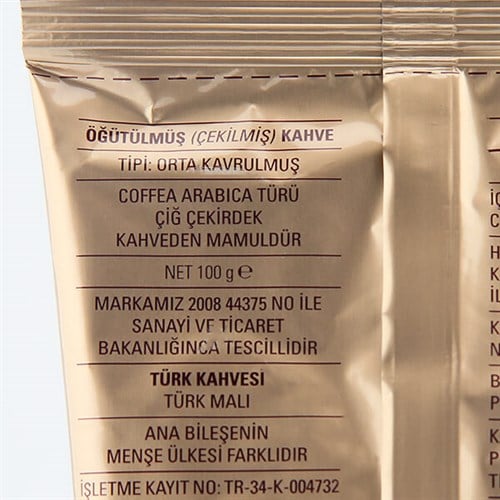 ÖĞÜTÜLMÜŞ (ÇEKİLMİŞ) KAHVE
TİPİ: ORTA KAVRULMUŞ
COFFEA ARABICA TÜRÜ
ÇİĞ ÇEKİRDEK
KAHVEDEN MAMULDÜR
NET 100 g ℮
MARKAMIZ 2008 44375 NO İLE
SANAYİ VE TİCARET
BAKANLIĞINCA TESCİLLİDİR
TÜRK KAHVESI
TÜRK MALI
ANA BİLEŞENİN
MENŞE ÜLKESİ FARKLIDIR
İŞLETME KAYIT NO: TR-34-K-004732